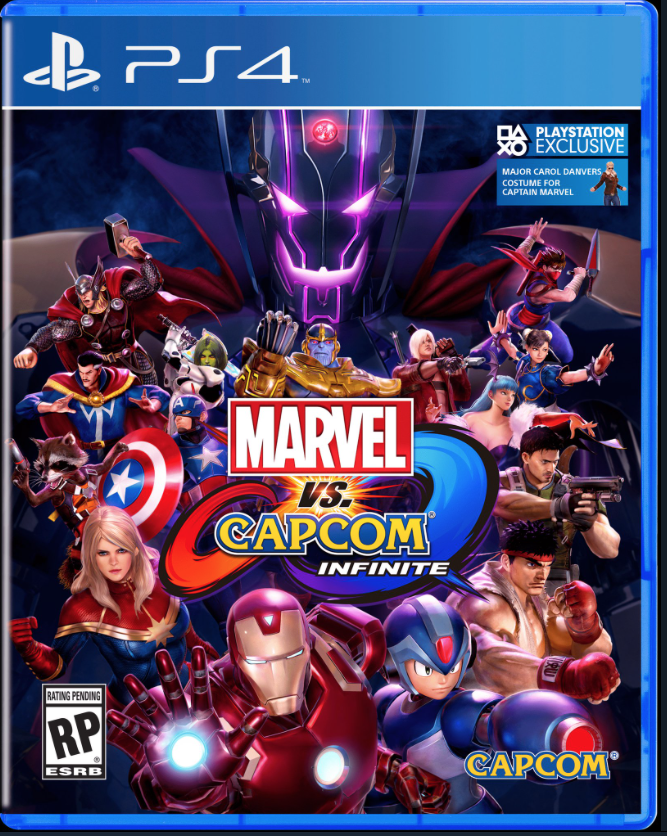 PS4
PLAYSTATION
EXCLUSIVE
MAJOR CAROL DANVERS
COSTUME FOR
CAPTAIN MARVEL
MARVEL
VS.
CAPCOM
INFINITE
RATING PENDING
RP
ESRB
CAPCOM